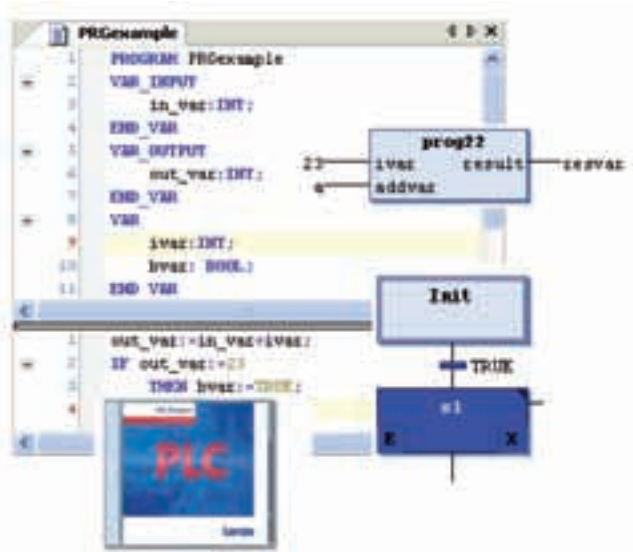 PRGexample
1 PROGRAM PRGexample
2 VAR_INPUT
3 in_var:INT;
4 END_VAR
5 VAR_OUTPUT
6 out_var:INT;
7 END_VAR
8 VAR
9 ivar:INT;
10 bvar: BOOL;
11 END_VAR
1 out_var:=in_var+ivar;
2 IF out_var:=23
3 THEN bvar:=TRUE;
4
prog22
23 ivar result resvar
a addvar
Init
TRUE
s1
E X
PLC